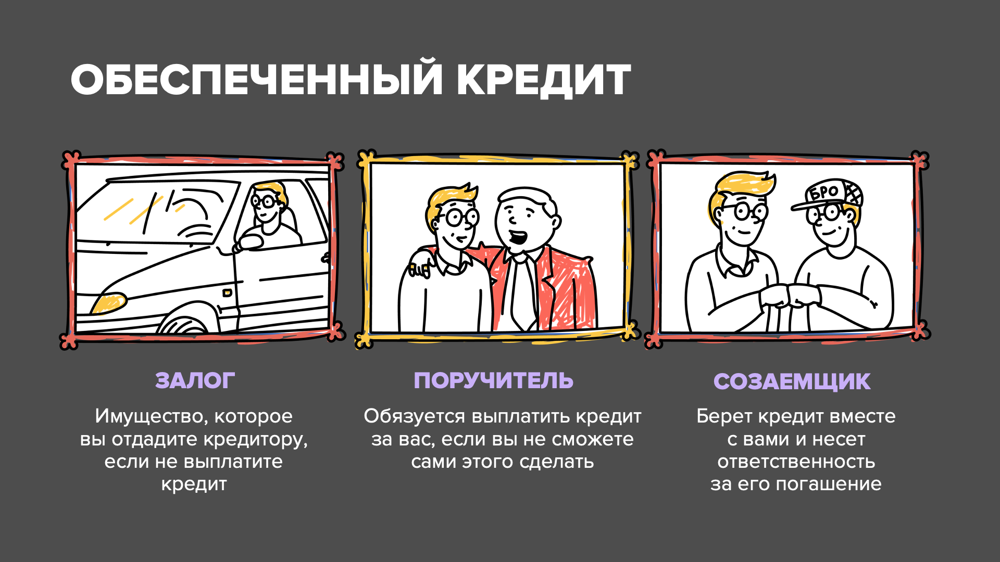 ОБЕСПЕЧЕННЫЙ КРЕДИТ
БРО
ЗАЛОГ
Имущество, которое
вы отдадите кредитору,
если не выплатите
кредит
ПОРУЧИТЕЛЬ
Обязуется выплатить кредит
за вас, если вы не сможете
сами этого сделать
СОЗАЕМЩИК
Берет кредит вместе
с вами и несет
ответственность
за его погашение